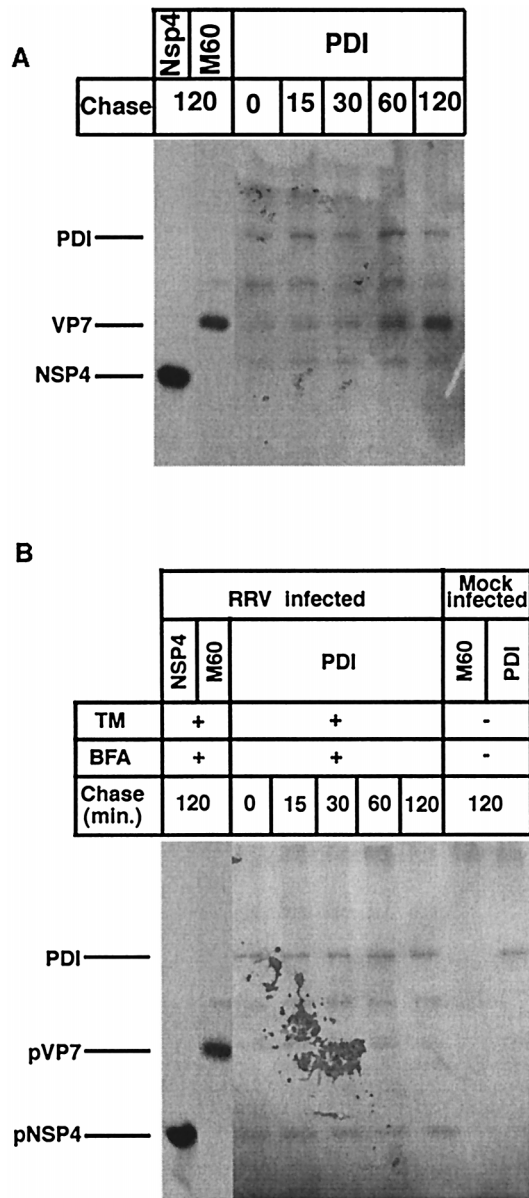 A
Nsp4 M60 PDI
Chase 120 0 15 30 60 120
PDI
VP7
NSP4
B
RRV infected Mock infected
NSP4 M60 PDI M60 PDI
TM + + -
BFA + + -
Chase (min.) 120 0 15 30 60 120 120
PDI
pVP7
pNSP4